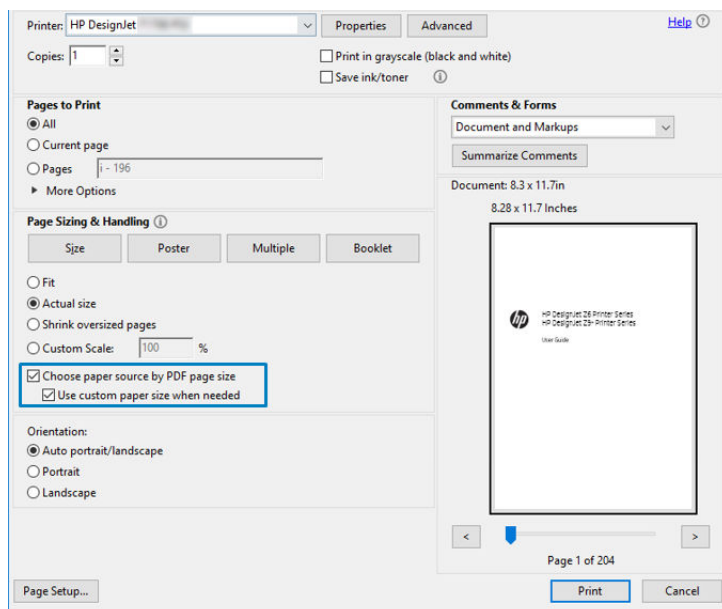 Printer: HP DesignJet Properties Advanced Help
Copies: 1 Print in grayscale (black and white)
Save ink/toner
Pages to Print
All
Current page
Pages i - 196
More Options
Page Sizing & Handling
Size Poster Multiple Booklet
Fit
Actual size
Shrink oversized pages
Custom Scale: 100 %
Choose paper source by PDF page size
Use custom paper size when needed
Orientation:
Auto portrait/landscape
Portrait
Landscape
Comments & Forms
Document and Markups
Summarize Comments
Document: 8.3 x 11.7in
8.28 x 11.7 Inches
hp
HP DesignJet Z6 Printer Series
HP DesignJet Z9+ Printer Series
User Guide
< >
Page 1 of 204
Page Setup... Print Cancel